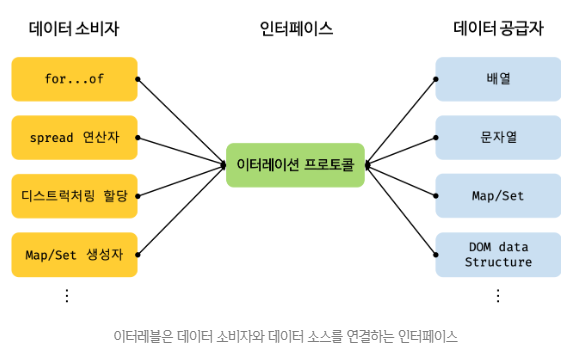 데이터 소비자
인터페이스
데이터 공급자
for...of
spread 연산자
디스트럭처링 할당
Map/Set 생성자
⋮
이터레이션 프로토콜
배열
문자열
Map/Set
DOM data
Structure
⋮
이터레블은 데이터 소비자와 데이터 소스를 연결하는 인터페이스